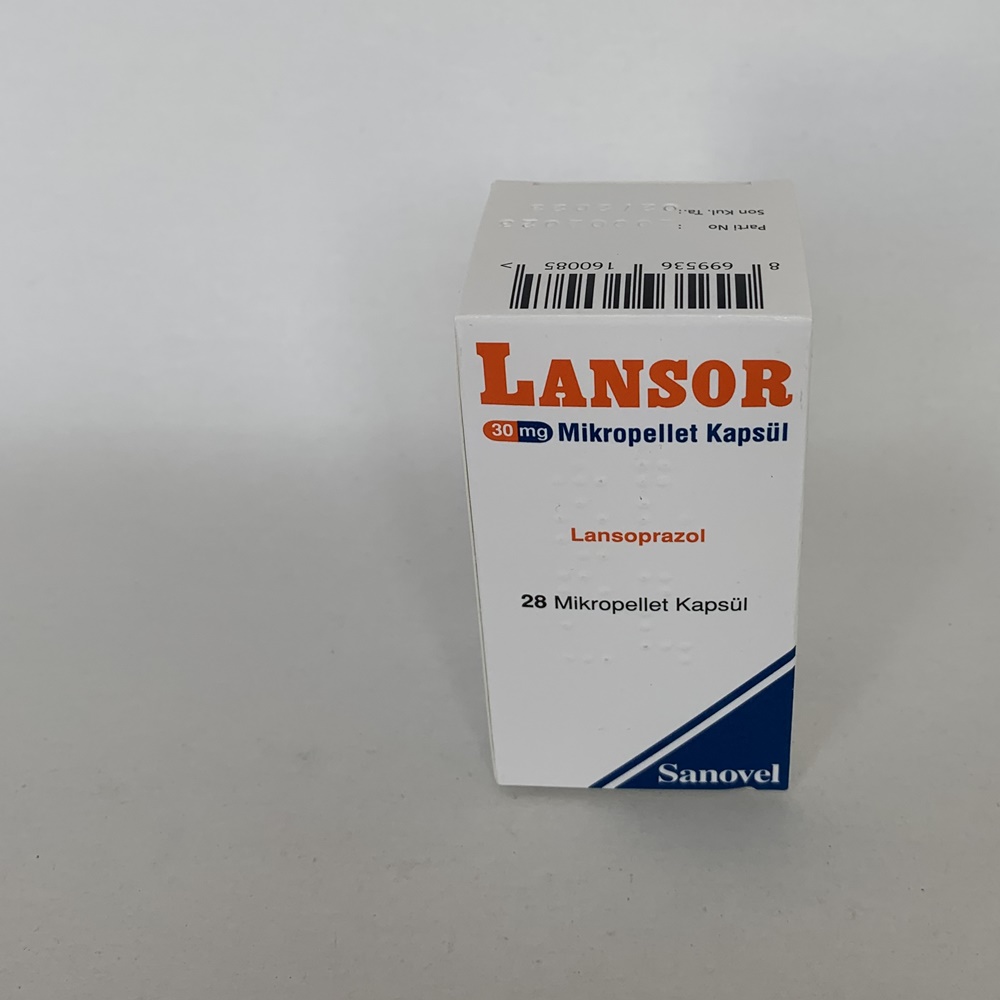 Son Kul. Ta.:
Parti No :
8 699536 160085 >
LANSOR
30 mg Mikropellet Kapsül
Lansoprazol
28 Mikropellet Kapsül
Sanovel